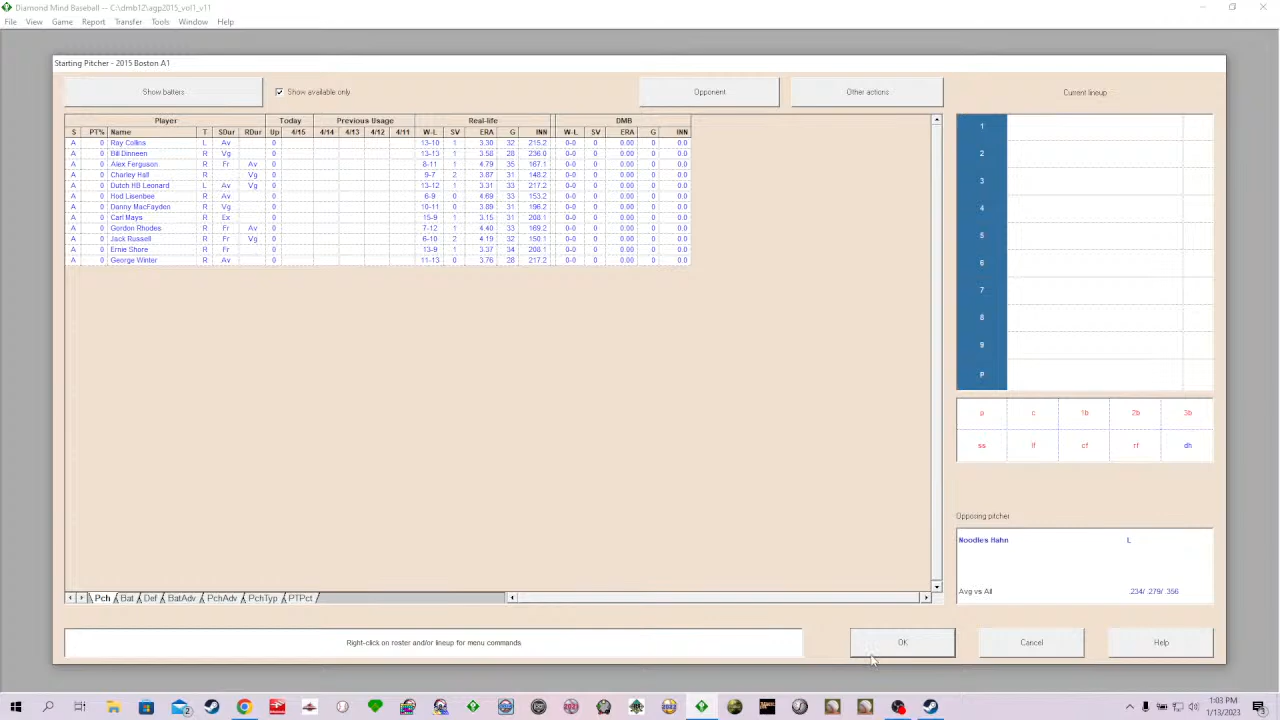 Diamond Mind Baseball -- C:\dmb12\agp2015_vol1_v11
File View Game Report Transfer Tools Window Help
Starting Pitcher - 2015 Boston A1
Show batters Show available only Opponent Other actions Current lineup
Player Today Previous Usage Real-life DMB
S PT% Name T SDur RDur Up 4/15 4/14 4/13 4/12 4/11 W-L SV ERA G INN W-L SV ERA G INN
A 0 Ray Collins L Av 0 13-10 1 3.30 32 215.2 0-0 0 0.00 0 0.0
A 0 Bill Dinneen R Vg 0 13-13 1 3.58 28 236.0 0-0 0 0.00 0 0.0
A 0 Alex Ferguson R Fr Av 0 8-11 1 4.79 35 167.1 0-0 0 0.00 0 0.0
A 0 Charley Hall R Vg 0 9-7 2 3.87 31 148.2 0-0 0 0.00 0 0.0
A 0 Dutch HB Leonard L Av Vg 0 13-12 1 3.31 33 217.2 0-0 0 0.00 0 0.0
A 0 Hod Lisenbee R Av 0 6-9 0 4.69 33 153.2 0-0 0 0.00 0 0.0
A 0 Danny MacFayden R Vg 0 10-11 0 3.89 31 196.2 0-0 0 0.00 0 0.0
A 0 Carl Mays R Ex 0 15-9 1 3.15 31 208.1 0-0 0 0.00 0 0.0
A 0 Gordon Rhodes R Fr Av 0 7-12 1 4.40 33 169.2 0-0 0 0.00 0 0.0
A 0 Jack Russell R Fr Vg 0 6-10 2 4.19 32 150.1 0-0 0 0.00 0 0.0
A 0 Ernie Shore R Fr 0 13-9 1 3.37 34 208.1 0-0 0 0.00 0 0.0
A 0 George Winter R Av 0 11-13 0 3.76 28 217.2 0-0 0 0.00 0 0.0
1
2
3
4
5
6
7
8
9
P
p c 1b 2b 3b
ss lf cf rf dh
Opposing pitcher
Noodles Hahn L
Avg vs All .234/ .279/ .356
Pch Bat Def BatAdv PchAdv PchTyp PTPct
Right-click on roster and/or lineup for menu commands OK Cancel Help
1:03 PM
1/13/2023